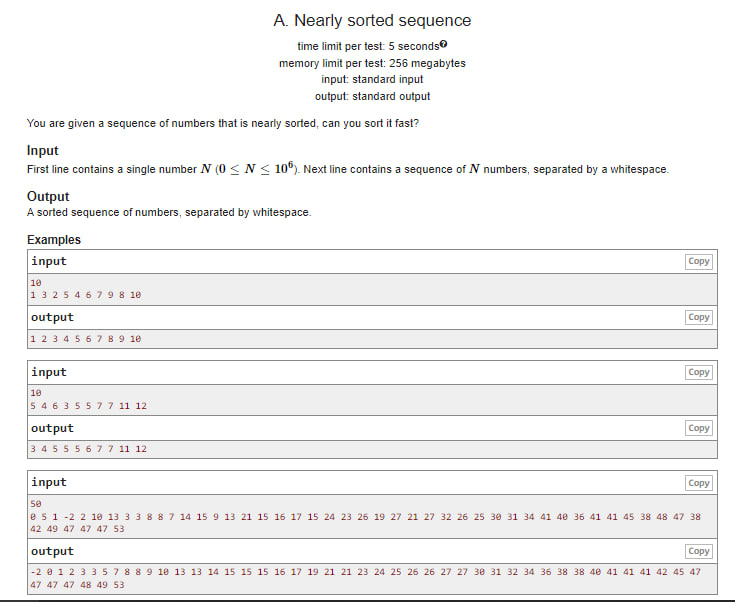 A. Nearly sorted sequence
time limit per test: 5 seconds?
memory limit per test: 256 megabytes
input: standard input
output: standard output
You are given a sequence of numbers that is nearly sorted, can you sort it fast?
Input
First line contains a single number N (0 ≤ N ≤ 10⁶). Next line contains a sequence of N numbers, separated by a whitespace.
Output
A sorted sequence of numbers, separated by whitespace.
Examples
input Copy
10
1 3 2 5 4 6 7 9 8 10
output Copy
1 2 3 4 5 6 7 8 9 10
input Copy
10
5 4 6 3 5 5 7 7 11 12
output Copy
3 4 5 5 5 6 7 7 11 12
input Copy
50
0 5 1 -2 2 10 13 3 3 8 8 7 14 15 9 13 21 15 16 17 15 24 23 26 19 27 21 27 32 26 25 30 31 34 41 40 36 41 41 45 38 48 47 38
42 49 47 47 47 53
output Copy
-2 0 1 2 3 3 5 7 8 8 9 10 13 13 14 15 15 15 16 17 19 21 21 23 24 25 26 26 27 27 30 31 32 34 36 38 38 40 41 41 41 42 45 47
47 47 47 48 49 53